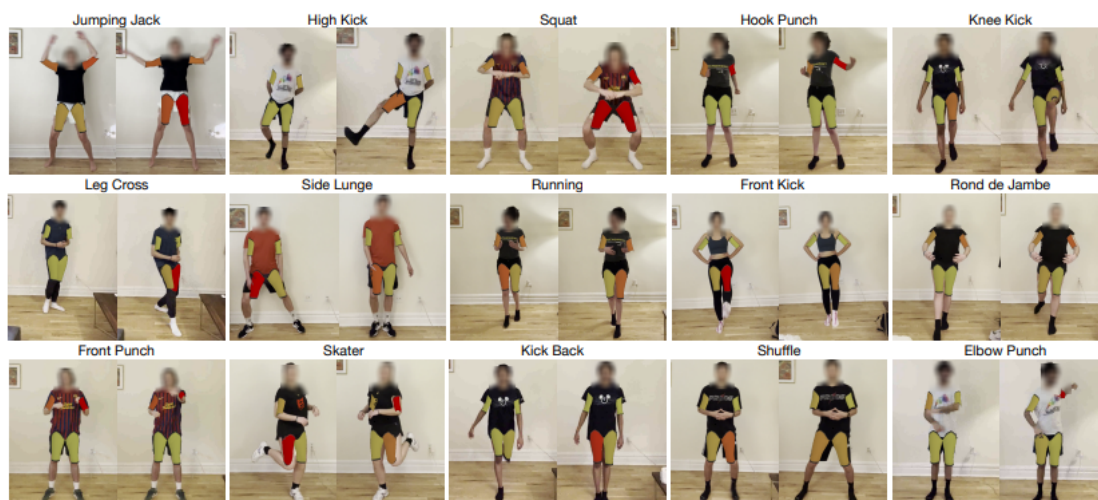 Jumping Jack
High Kick
Squat
Hook Punch
Knee Kick
Leg Cross
Side Lunge
Running
Front Kick
Rond de Jambe
Front Punch
Skater
Kick Back
Shuffle
Elbow Punch